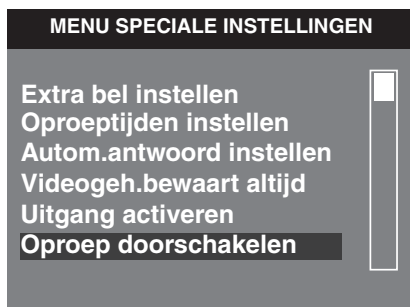 MENU SPECIALE INSTELLINGEN
Extra bel instellen
Oproeptijden instellen
Autom.antwoord instellen
Videogeh.bewaart altijd
Uitgang activeren
Oproep doorschakelen